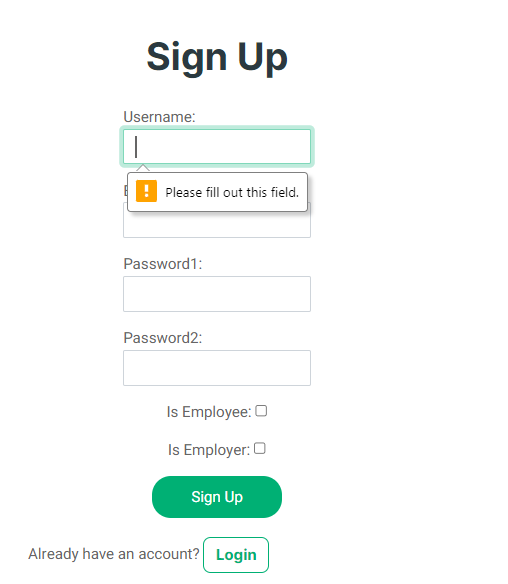 Sign Up
Username:
Please fill out this field.
Password1:
Password2:
Is Employee:
Is Employer:
Sign Up
Already have an account? Login